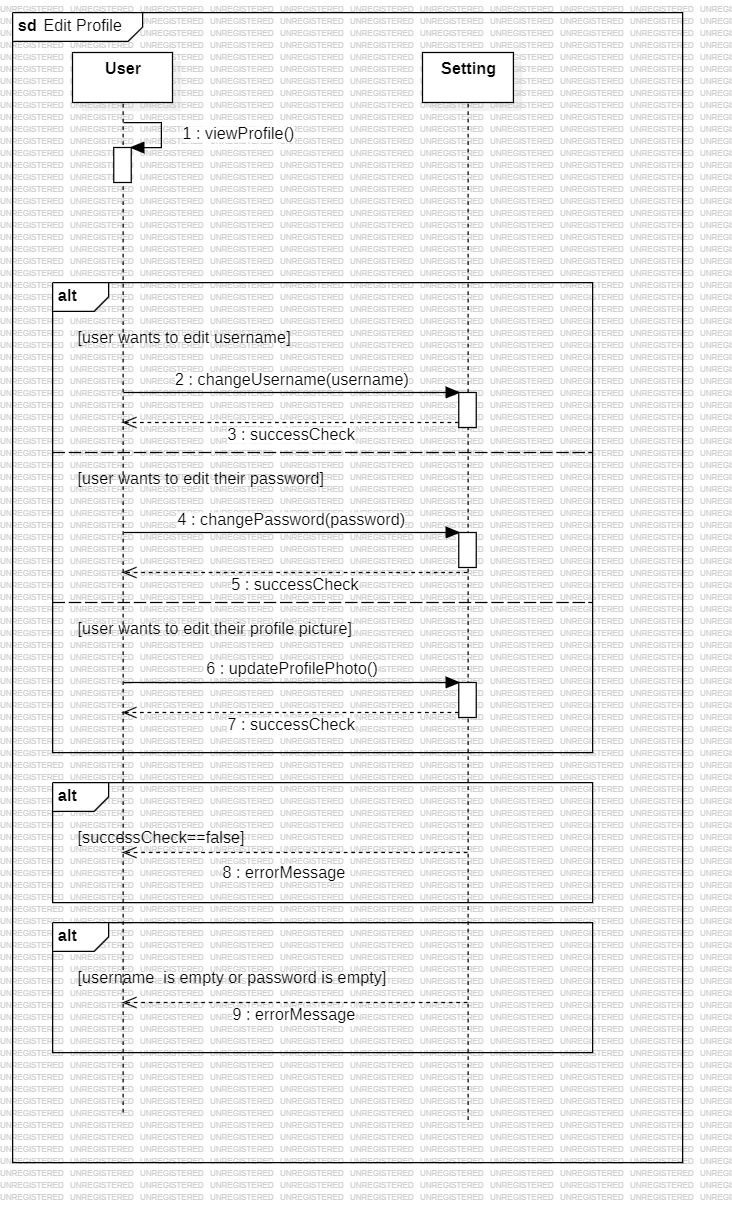 sd Edit Profile
User
Setting
1 : viewProfile()
alt
[user wants to edit username]
2 : changeUsername(username)
3 : successCheck
[user wants to edit their password]
4 : changePassword(password)
5 : successCheck
[user wants to edit their profile picture]
6 : updateProfilePhoto()
7 : successCheck
alt
[successCheck==false]
8 : errorMessage
alt
[username  is empty or password is empty]
9 : errorMessage
UNREGISTERED